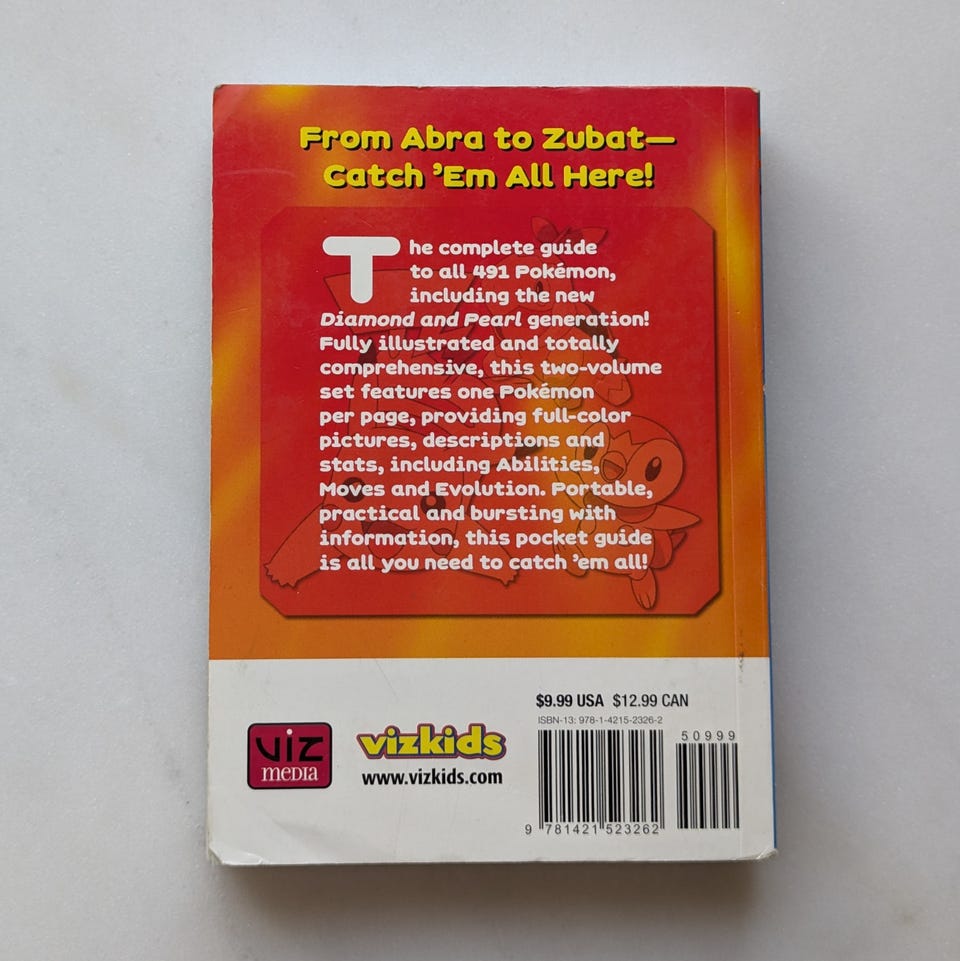 From Abra to Zubat—
Catch 'Em All Here!
The complete guide
to all 491 Pokémon,
including the new
Diamond and Pearl generation!
Fully illustrated and totally
comprehensive, this two-volume
set features one Pokémon
per page, providing full-color
pictures, descriptions and
stats, including Abilities,
Moves and Evolution. Portable,
practical and bursting with
information, this pocket guide
is all you need to catch 'em all!
$9.99 USA $12.99 CAN
ISBN-13: 978-1-4215-2326-2
50999
viz
media
vizkids
www.vizkids.com
9 781421 523262